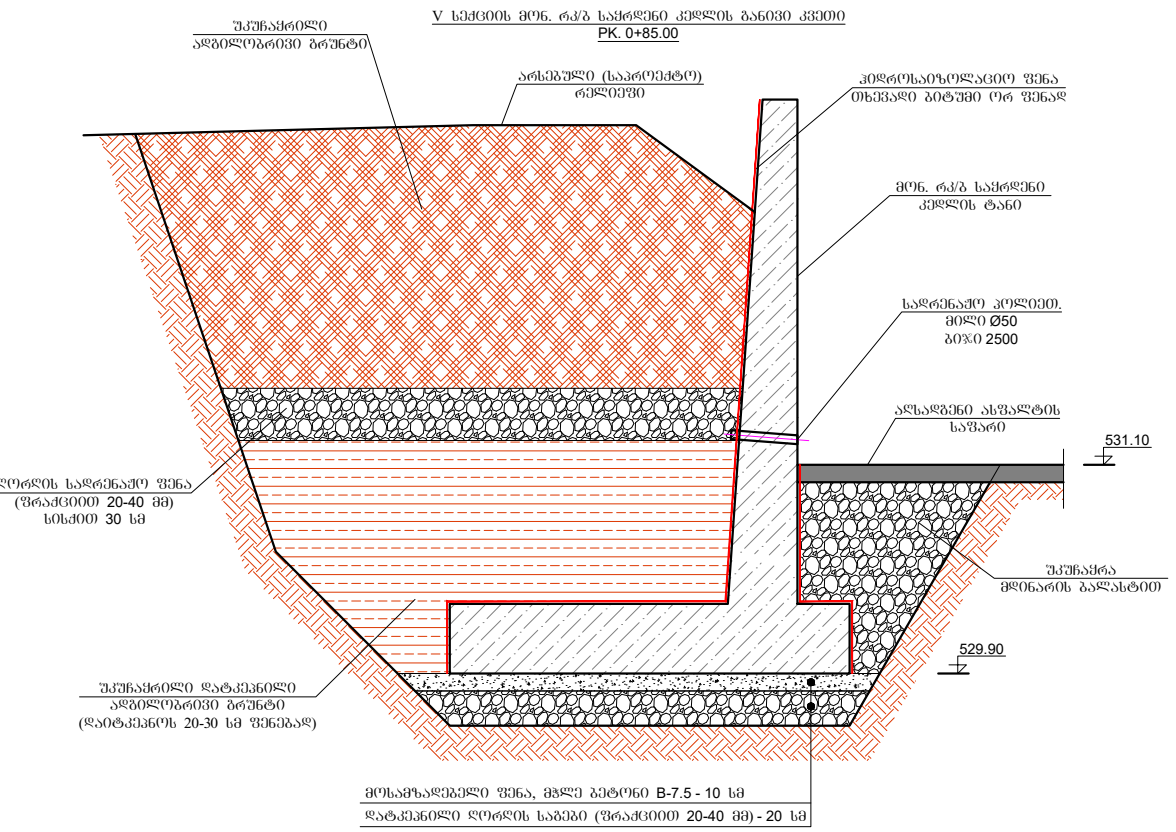 V სექციის მონ. რკ/ბ საყრდენი კედლის განივი კვეთი
PK. 0+85.00
უკუჩაყრილი
ადგილობრივი გრუნტი
არსებული (საპროექტო)
რელიეფი
ჰიდროსაიზოლაციო ფენა
თხევადი ბიტუმი ორ ფენად
მონ. რკ/ბ საყრდენი
კედლის ტანი
სადრენაჟო პოლიეთ.
მილი Ø50
ბიჯი 2500
აღსადგენი ასფალტის
საფარი
531.10
ღორღის სადრენაჟო ფენა
(ფრაქციით 20-40 მმ)
სისქით 30 სმ
უკუჩაყრა
მდინარის ბალასტით
529.90
უკუჩაყრილი დატკეპნილი
ადგილობრივი გრუნტი
(დაიტკეპნოს 20-30 სმ ფენებად)
მოსამზადებელი ფენა, მჭლე ბეტონი B-7.5 - 10 სმ
დატკეპნილი ღორღის საგები (ფრაქციით 20-40 მმ) - 20 სმ